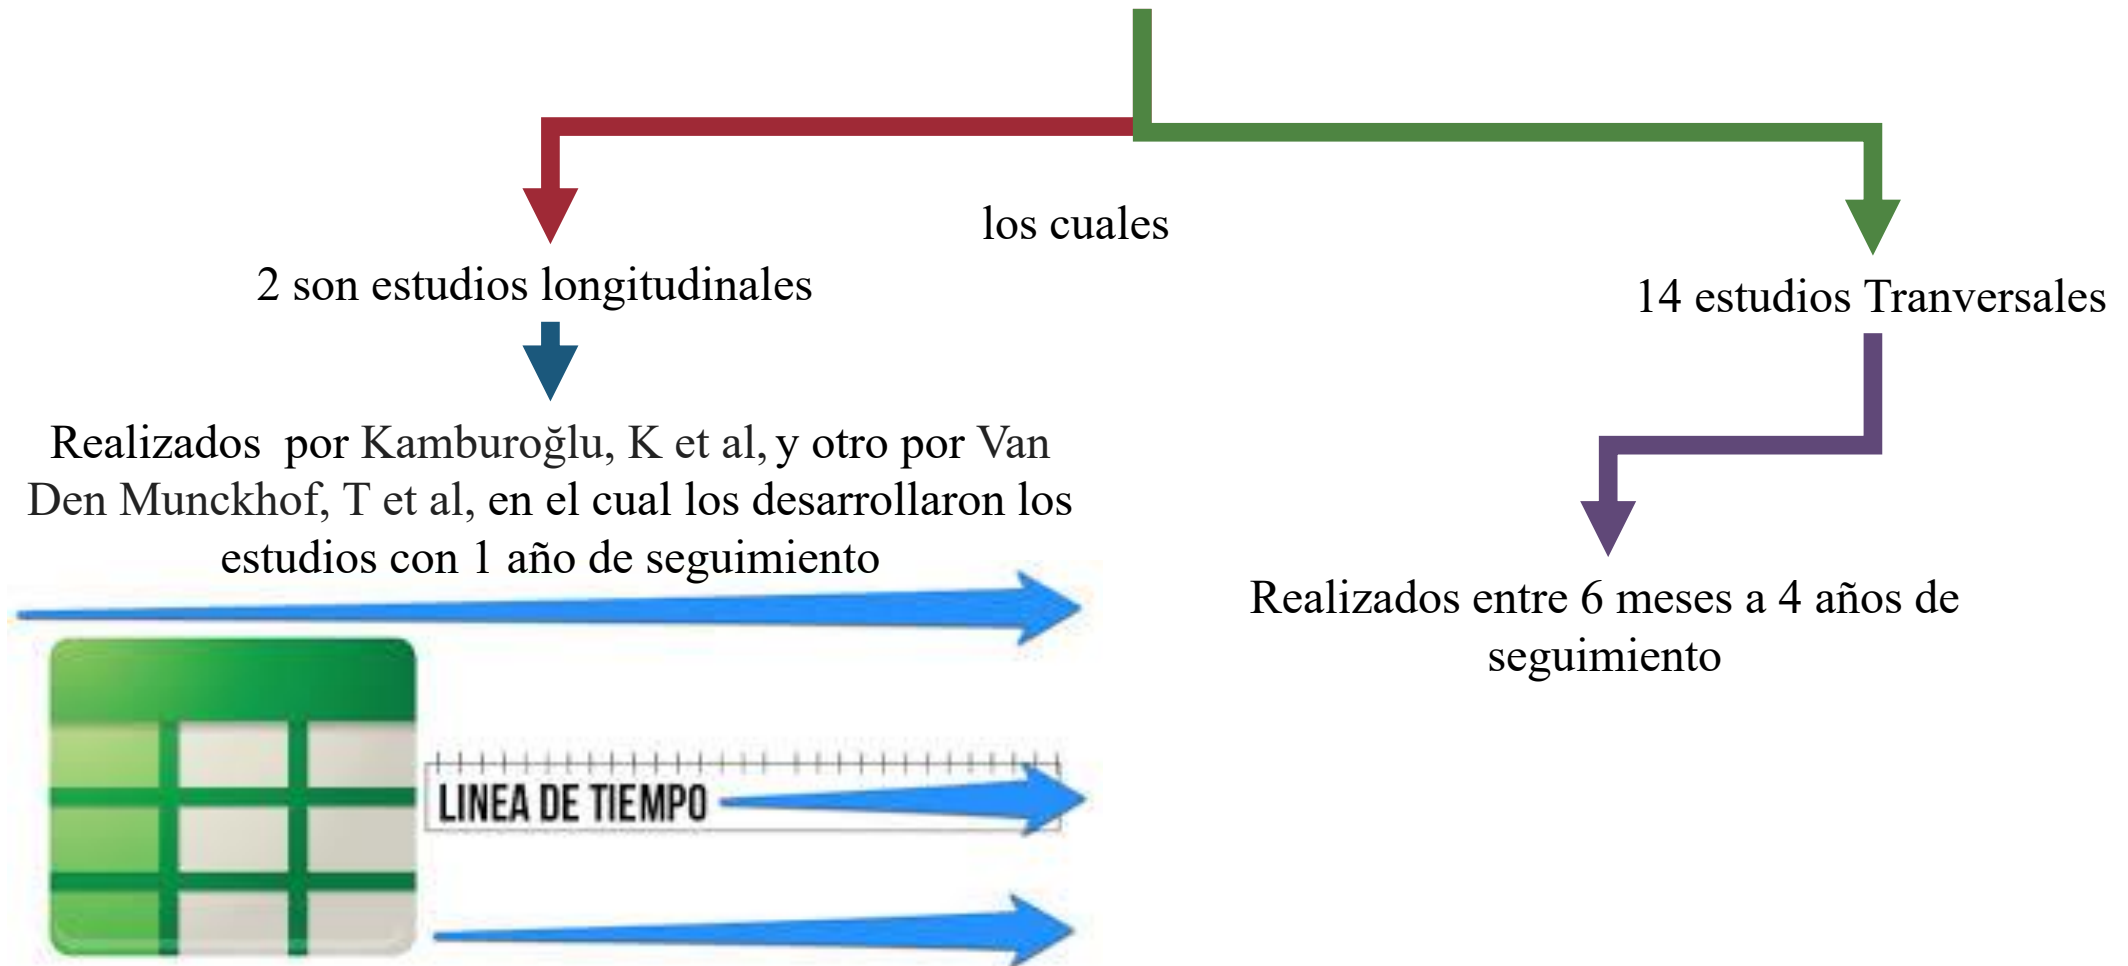 los cuales
2 son estudios longitudinales
14 estudios Tranversales
Realizados  por Kamburoğlu, K et al, y otro por Van
Den Munckhof, T et al, en el cual los desarrollaron los
estudios con 1 año de seguimiento
Realizados entre 6 meses a 4 años de
seguimiento
LINEA DE TIEMPO